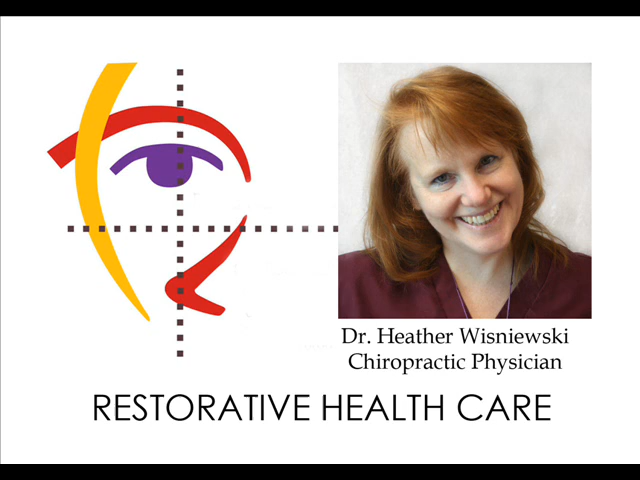 Dr. Heather Wisniewski
Chiropractic Physician
RESTORATIVE HEALTH CARE